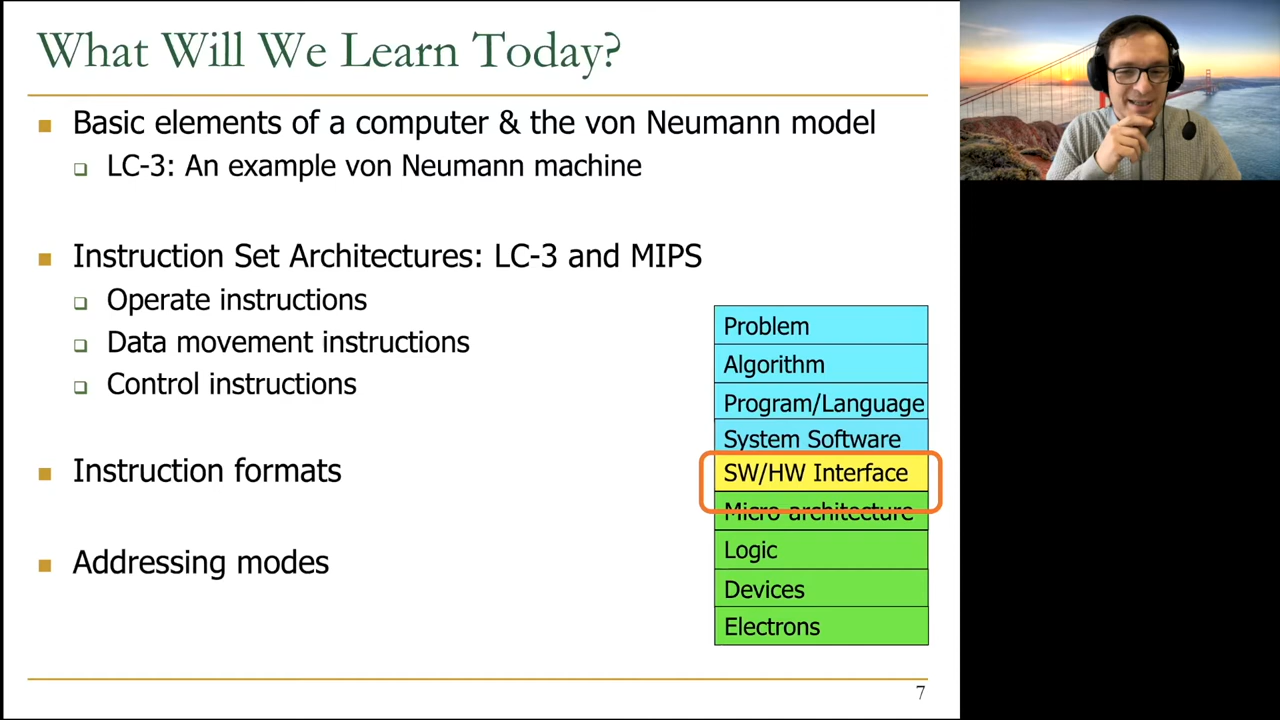 What Will We Learn Today?
Basic elements of a computer & the von Neumann model
LC-3: An example von Neumann machine
Instruction Set Architectures: LC-3 and MIPS
Operate instructions
Data movement instructions
Control instructions
Instruction formats
Addressing modes
Problem
Algorithm
Program/Language
System Software
SW/HW Interface
Micro-architecture
Logic
Devices
Electrons
7